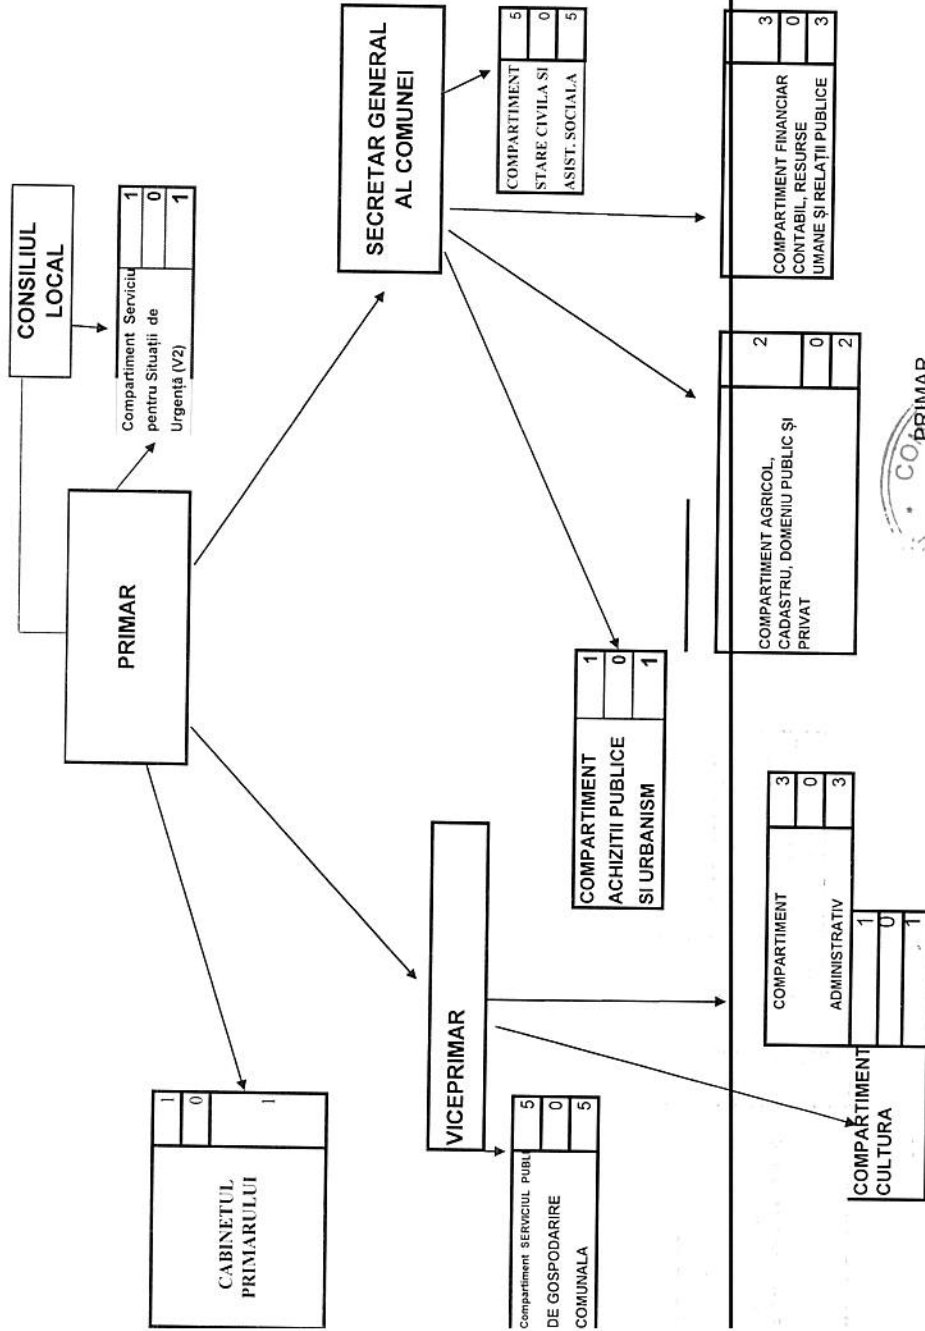 CONSILIUL
LOCAL
Compartiment Serviciu
pentru Situații de
Urgență (V2)
1
0
1
PRIMAR
CABINETUL
PRIMARULUI
1
0
1
SECRETAR GENERAL
AL COMUNEI
VICEPRIMAR
COMPARTIMENT
STARE CIVILA SI
ASIST. SOCIALA
5
0
5
Compartiment SERVICIUL PUBLI
DE GOSPODARIRE
COMUNALA
5
0
5
COMPARTIMENT
ACHIZITII PUBLICE
SI URBANISM
1
0
1
COMPARTIMENT
ADMINISTRATIV
3
0
3
COMPARTIMENT
CULTURA
1
0
1
COMPARTIMENT AGRICOL,
CADASTRU, DOMENIU PUBLIC ȘI
PRIVAT
2
0
2
COMPARTIMENT FINANCIAR
CONTABIL, RESURSE
UMANE ȘI RELAȚII PUBLICE
3
0
3
PRIMAR